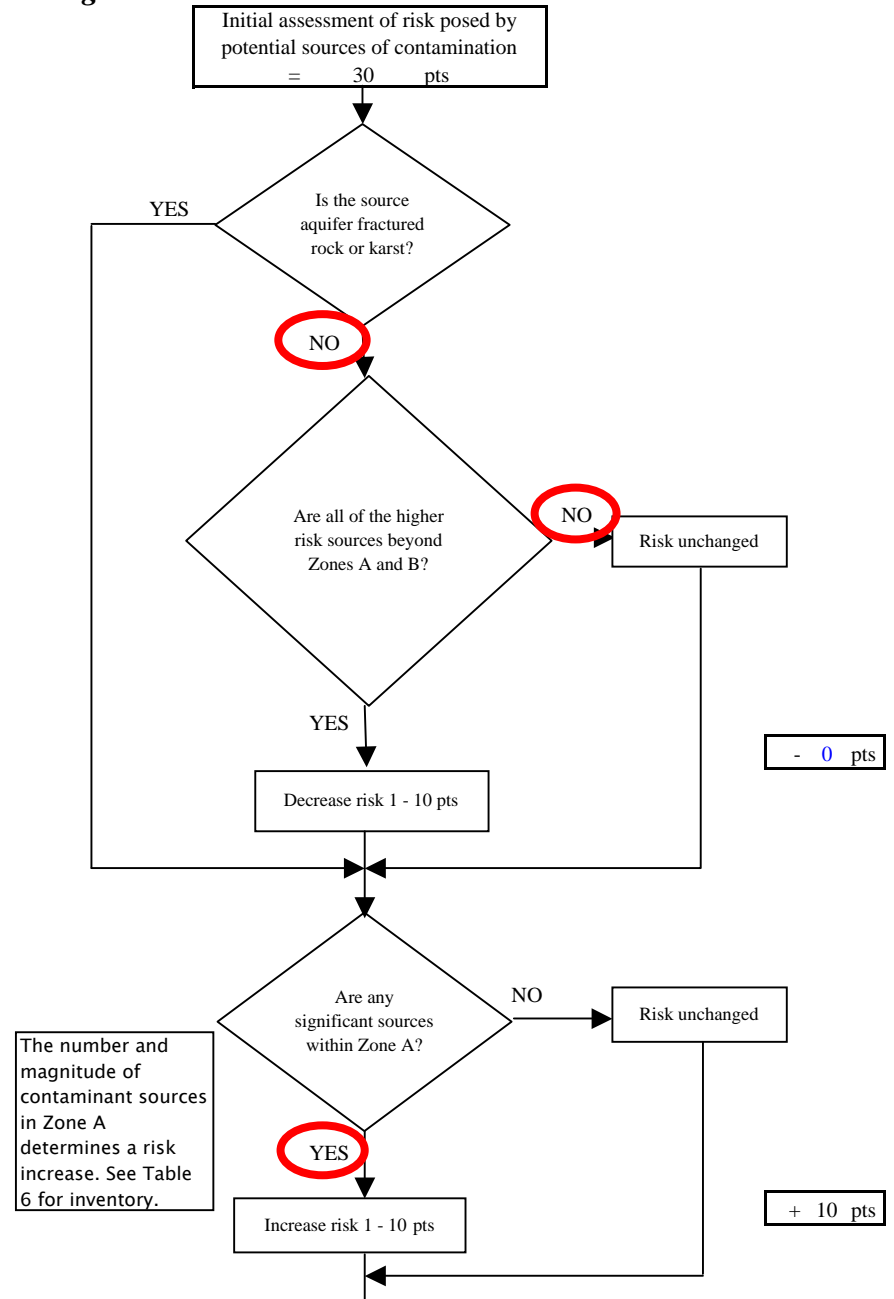 Initial assessment of risk posed by
potential sources of contamination
= 30 pts
YES
Is the source
aquifer fractured
rock or karst?
NO
Are all of the higher
risk sources beyond
Zones A and B?
NO
Risk unchanged
YES
- 0 pts
Decrease risk 1 - 10 pts
Are any
significant sources
within Zone A?
NO
Risk unchanged
The number and
magnitude of
contaminant sources
in Zone A
determines a risk
increase. See Table
6 for inventory.
YES
Increase risk 1 - 10 pts
+ 10 pts